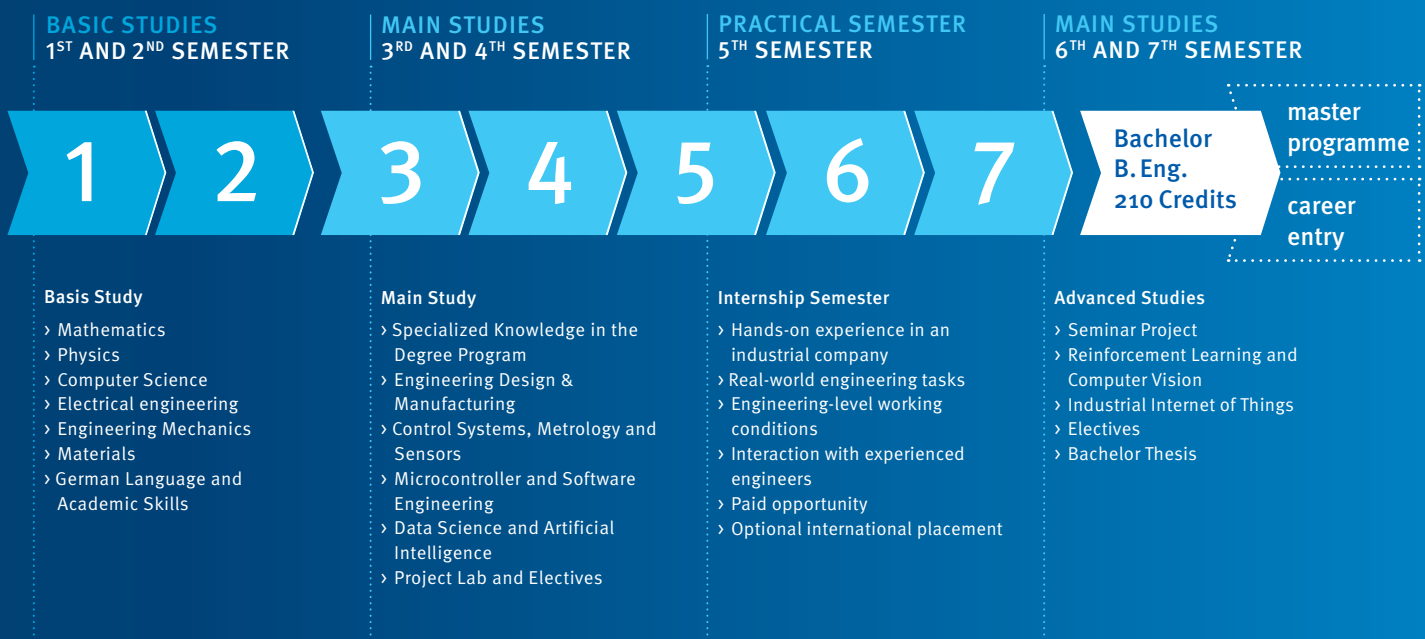 BASIC STUDIES
1ST AND 2ND SEMESTER
MAIN STUDIES
3RD AND 4TH SEMESTER
PRACTICAL SEMESTER
5TH SEMESTER
MAIN STUDIES
6TH AND 7TH SEMESTER
1
2
3
4
5
6
7
Bachelor
B. Eng.
210 Credits
master
programme
career
entry
Basis Study
› Mathematics
› Physics
› Computer Science
› Electrical engineering
› Engineering Mechanics
› Materials
› German Language and
Academic Skills
Main Study
› Specialized Knowledge in the
Degree Program
› Engineering Design &
Manufacturing
› Control Systems, Metrology and
Sensors
› Microcontroller and Software
Engineering
› Data Science and Artificial
Intelligence
› Project Lab and Electives
Internship Semester
› Hands-on experience in an
industrial company
› Real-world engineering tasks
› Engineering-level working
conditions
› Interaction with experienced
engineers
› Paid opportunity
› Optional international placement
Advanced Studies
› Seminar Project
› Reinforcement Learning and
Computer Vision
› Industrial Internet of Things
› Electives
› Bachelor Thesis